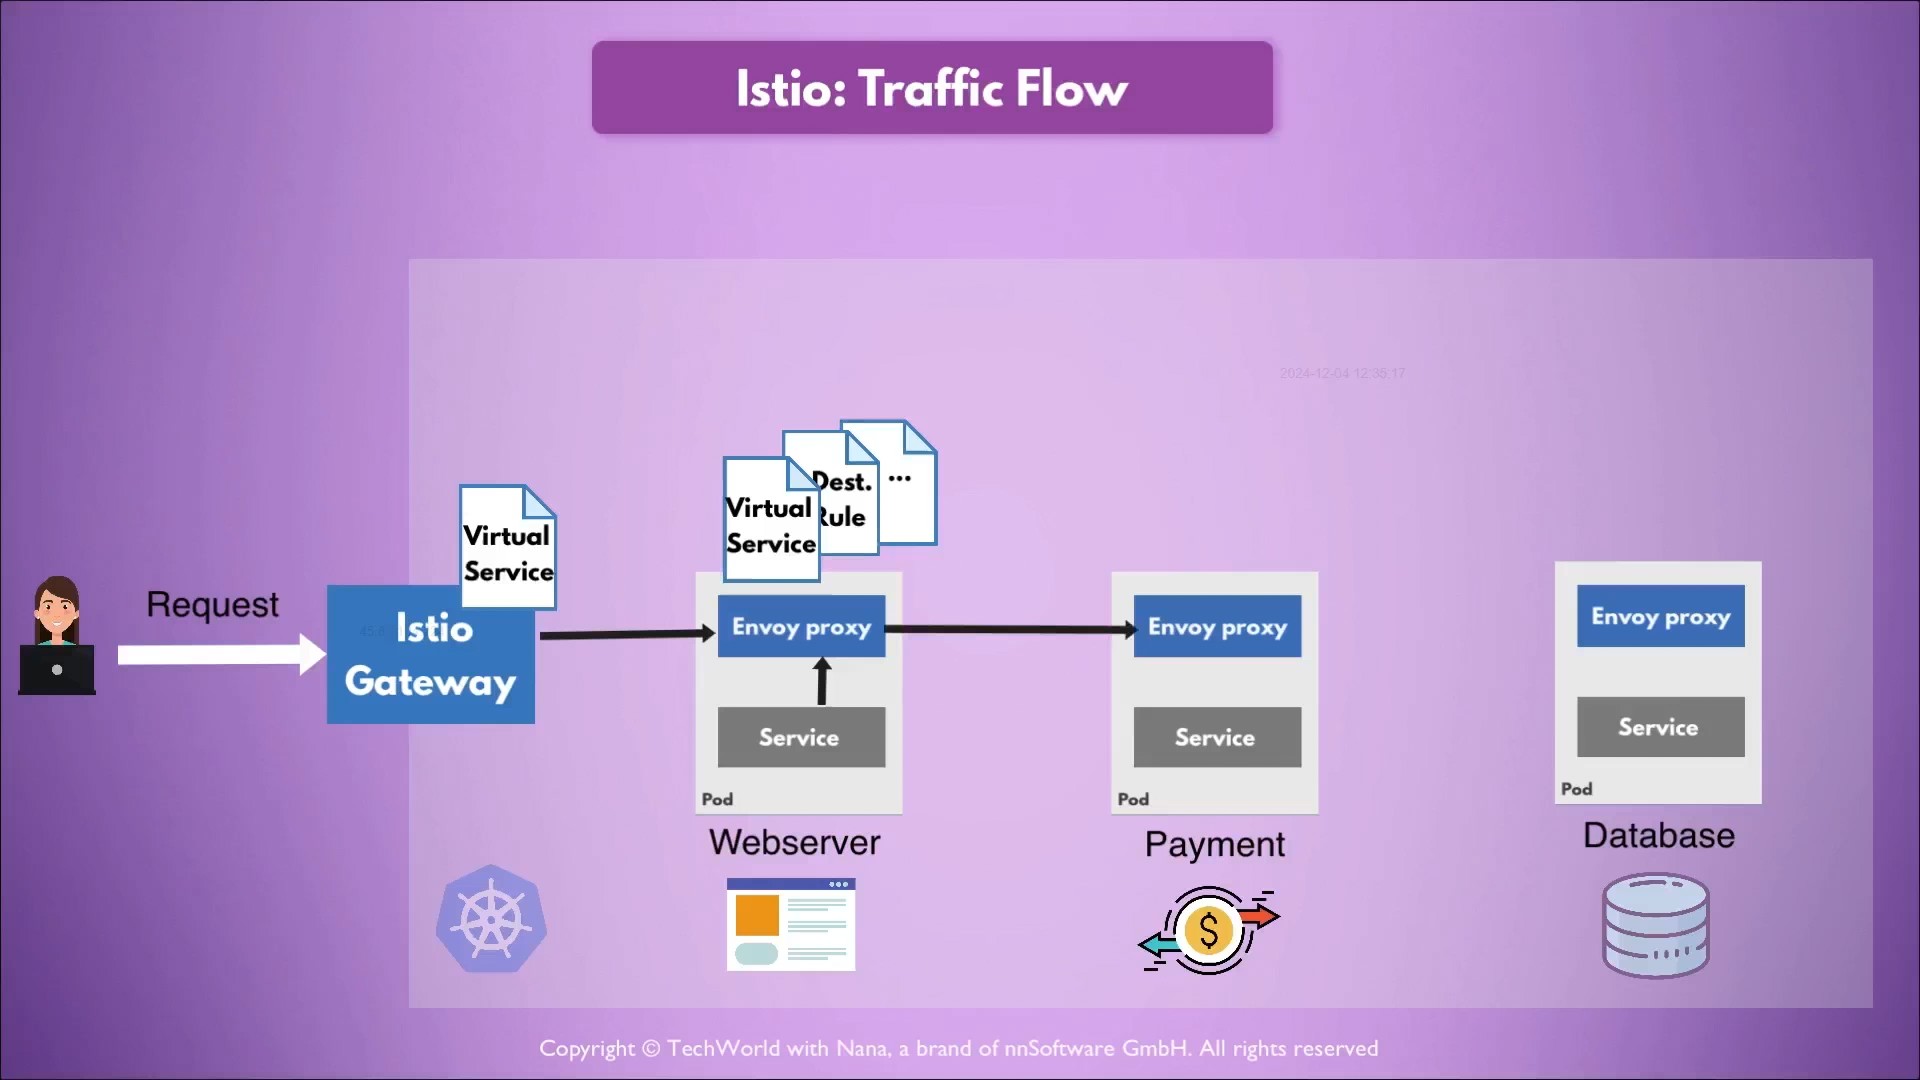 Istio: Traffic Flow
2024-12-04 12:35:17
...
Dest.
Rule
Virtual
Service
Virtual
Service
Request
Istio
Gateway
Envoy proxy
Service
Pod
Webserver
Envoy proxy
Service
Pod
Payment
$
Envoy proxy
Service
Pod
Database
Copyright © TechWorld with Nana, a brand of nnSoftware GmbH. All rights reserved